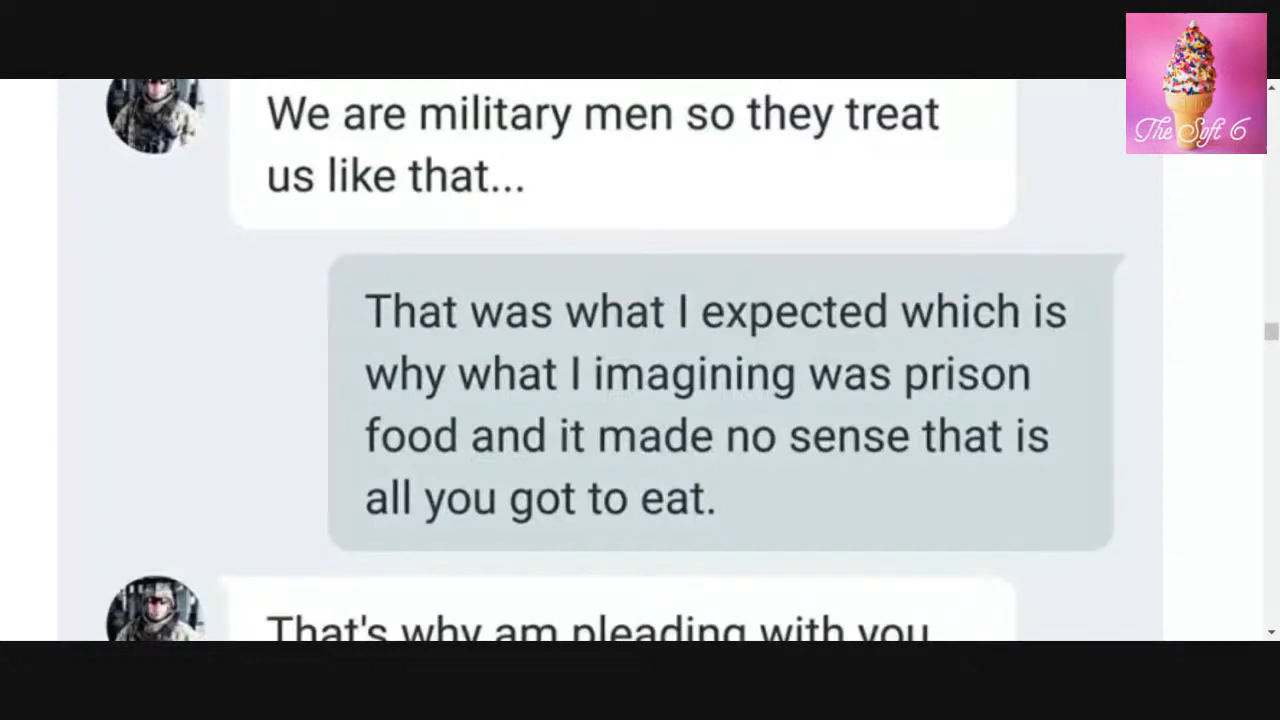 The Soft 6
We are military men so they treat
us like that...
That was what I expected which is
why what I imagining was prison
food and it made no sense that is
all you got to eat.
That's why am pleading with you